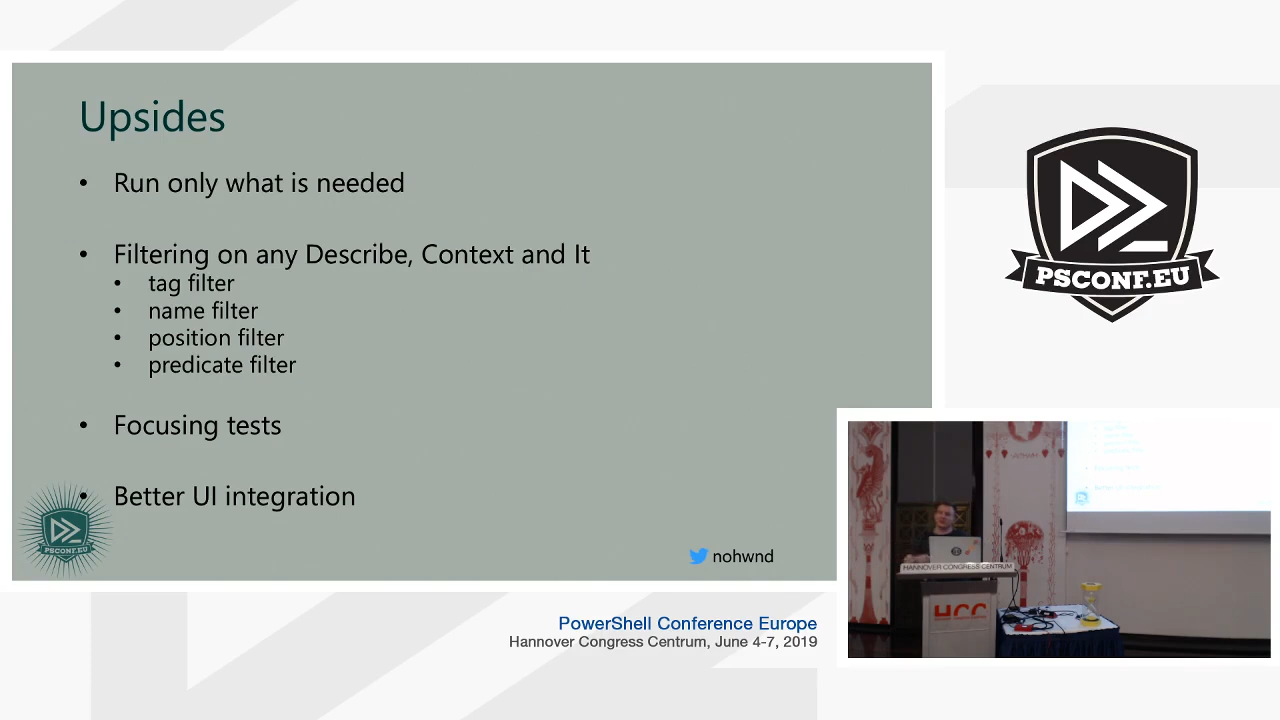 Upsides
• Run only what is needed
• Filtering on any Describe, Context and It
• tag filter
• name filter
• position filter
• predicate filter
• Focusing tests
• Better UI integration
PSCONF.EU
nohwnd
PSCONF.EU
PowerShell Conference Europe
Hannover Congress Centrum, June 4-7, 2019
HANNOVER CONGRESS CENTRUM
HCC